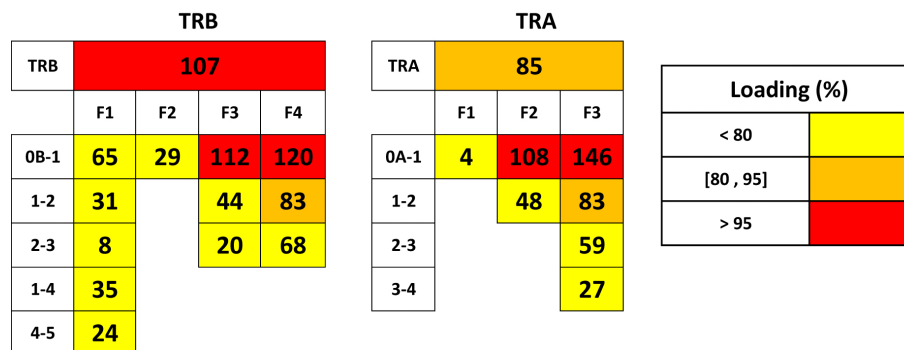 TRB TRA
TRB 107 TRA 85
Loading (%)
F1 F2 F3 F4 F1 F2 F3
< 80
0B-1 65 29 112 120 0A-1 4 108 146
[80 , 95]
1-2 31 44 83 1-2 48 83
> 95
2-3 8 20 68 2-3 59
1-4 35 3-4 27
4-5 24